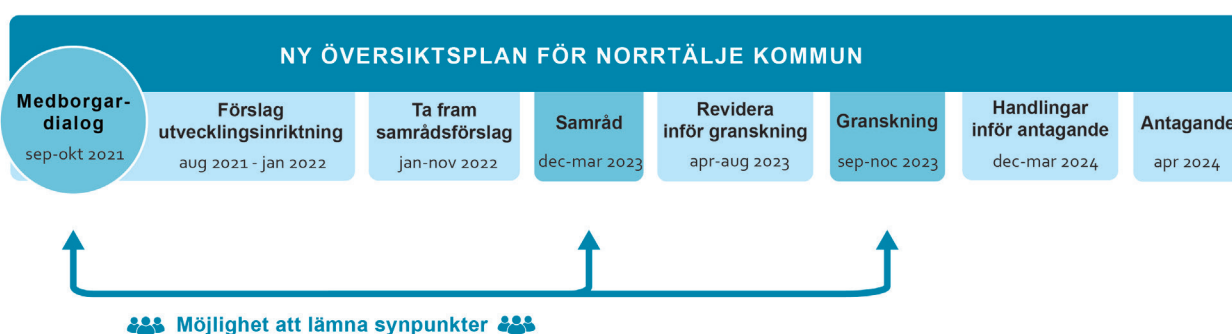 NY ÖVERSIKTSPLAN FÖR NORRTÄLJE KOMMUN
Medborgar-
dialog
sep-okt 2021
Förslag
utvecklingsinriktning
aug 2021 - jan 2022
Ta fram
samrådsförslag
jan-nov 2022
Samråd
dec-mar 2023
Revidera
inför granskning
apr-aug 2023
Granskning
sep-noc 2023
Handlingar
inför antagande
dec-mar 2024
Antagande
apr 2024
Möjlighet att lämna synpunkter